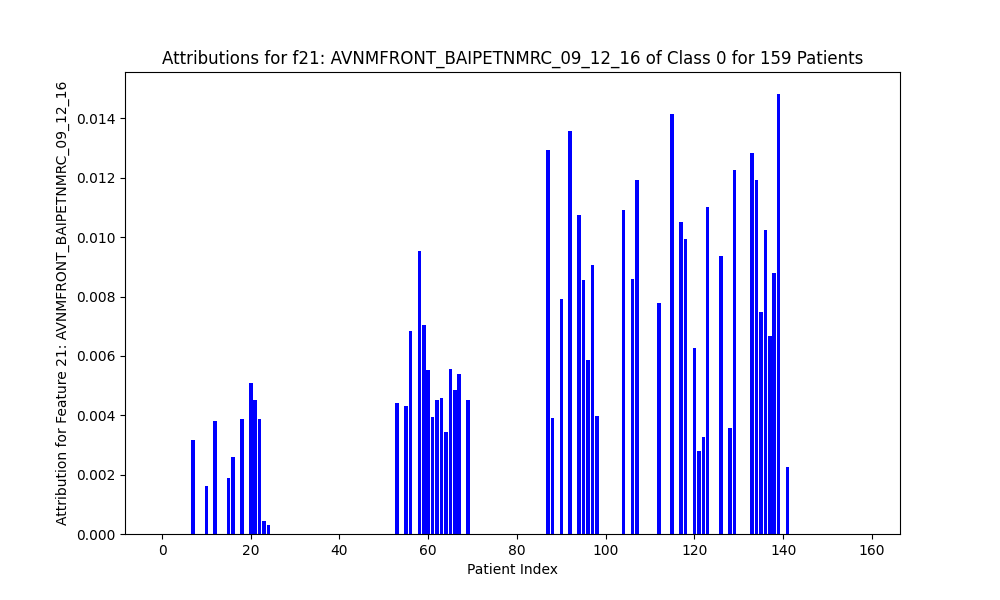 Attributions for f21: AVNMFRONT_BAIPETNMRC_09_12_16 of Class 0 for 159 Patients
Attribution for Feature 21: AVNMFRONT_BAIPETNMRC_09_12_16
0.014
0.012
0.010
0.008
0.006
0.004
0.002
0.000
0 20 40 60 80 100 120 140 160
Patient Index